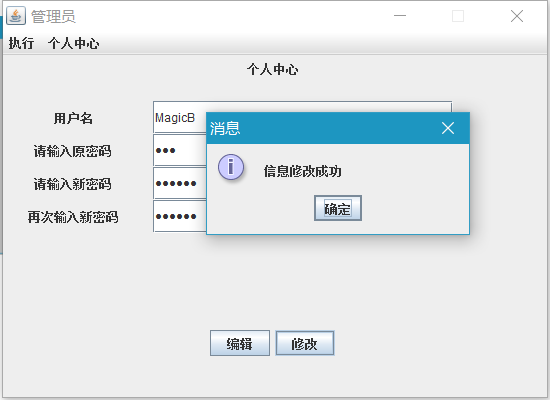 管理员
执行 个人中心
个人中心
用户名 MagicB
消息
请输入原密码 •••
信息修改成功
请输入新密码 ••••••
确定
再次输入新密码 ••••••
编辑 修改